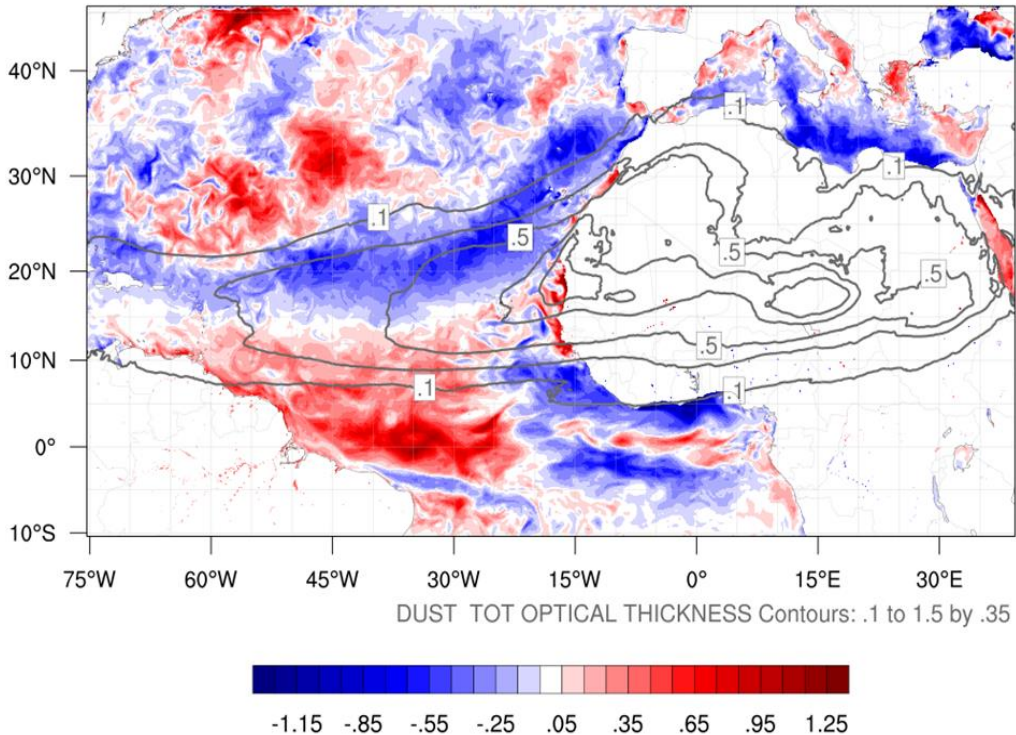 40°N
30°N
20°N
10°N
0°
10°S
.1
.1
.1
.5
.5
.5
.5
.1
.1
75°W 60°W 45°W 30°W 15°W 0° 15°E 30°E
DUST TOT OPTICAL THICKNESS Contours: .1 to 1.5 by .35
-1.15 -.85 -.55 -.25 .05 .35 .65 .95 1.25